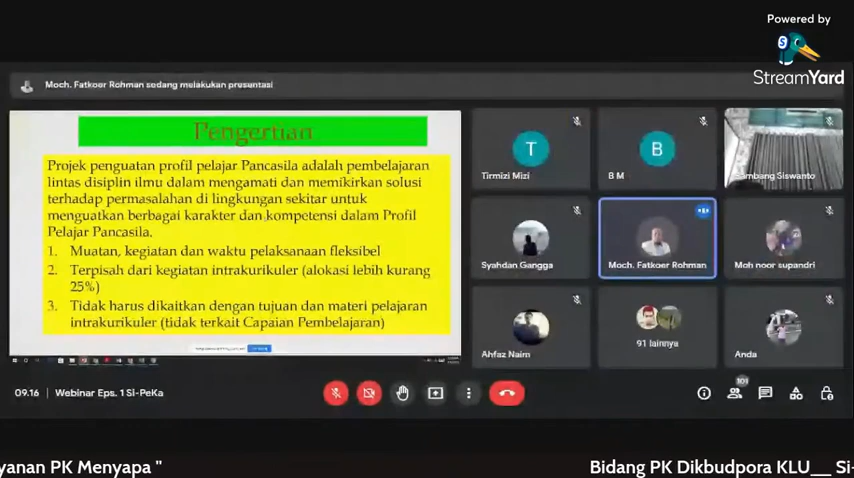 Powered by
StreamYard
Moch. Fatkoer Rohman sedang melakukan presentasi
Pengertian
Projek penguatan profil pelajar Pancasila adalah pembelajaran
lintas disiplin ilmu dalam mengamati dan memikirkan solusi
terhadap permasalahan di lingkungan sekitar untuk
menguatkan berbagai karakter dan kompetensi dalam Profil
Pelajar Pancasila.
1. Muatan, kegiatan dan waktu pelaksanaan fleksibel
2. Terpisah dari kegiatan intrakurikuler (alokasi lebih kurang
25%)
3. Tidak harus dikaitkan dengan tujuan dan materi pelajaran
intrakurikuler (tidak terkait Capaian Pembelajaran)
T
Tirmizi Mizi
B
B M
ambang Siswanto
Syahdan Gangga
Moch. Fatkoer Rohman
Moh noor supandri
Ahfaz Naim
91 lainnya
Anda
09.16 | Webinar Eps. 1 Si-PeKa
101
yanan PK Menyapa "
Bidang PK Dikbudpora KLU__ Si-